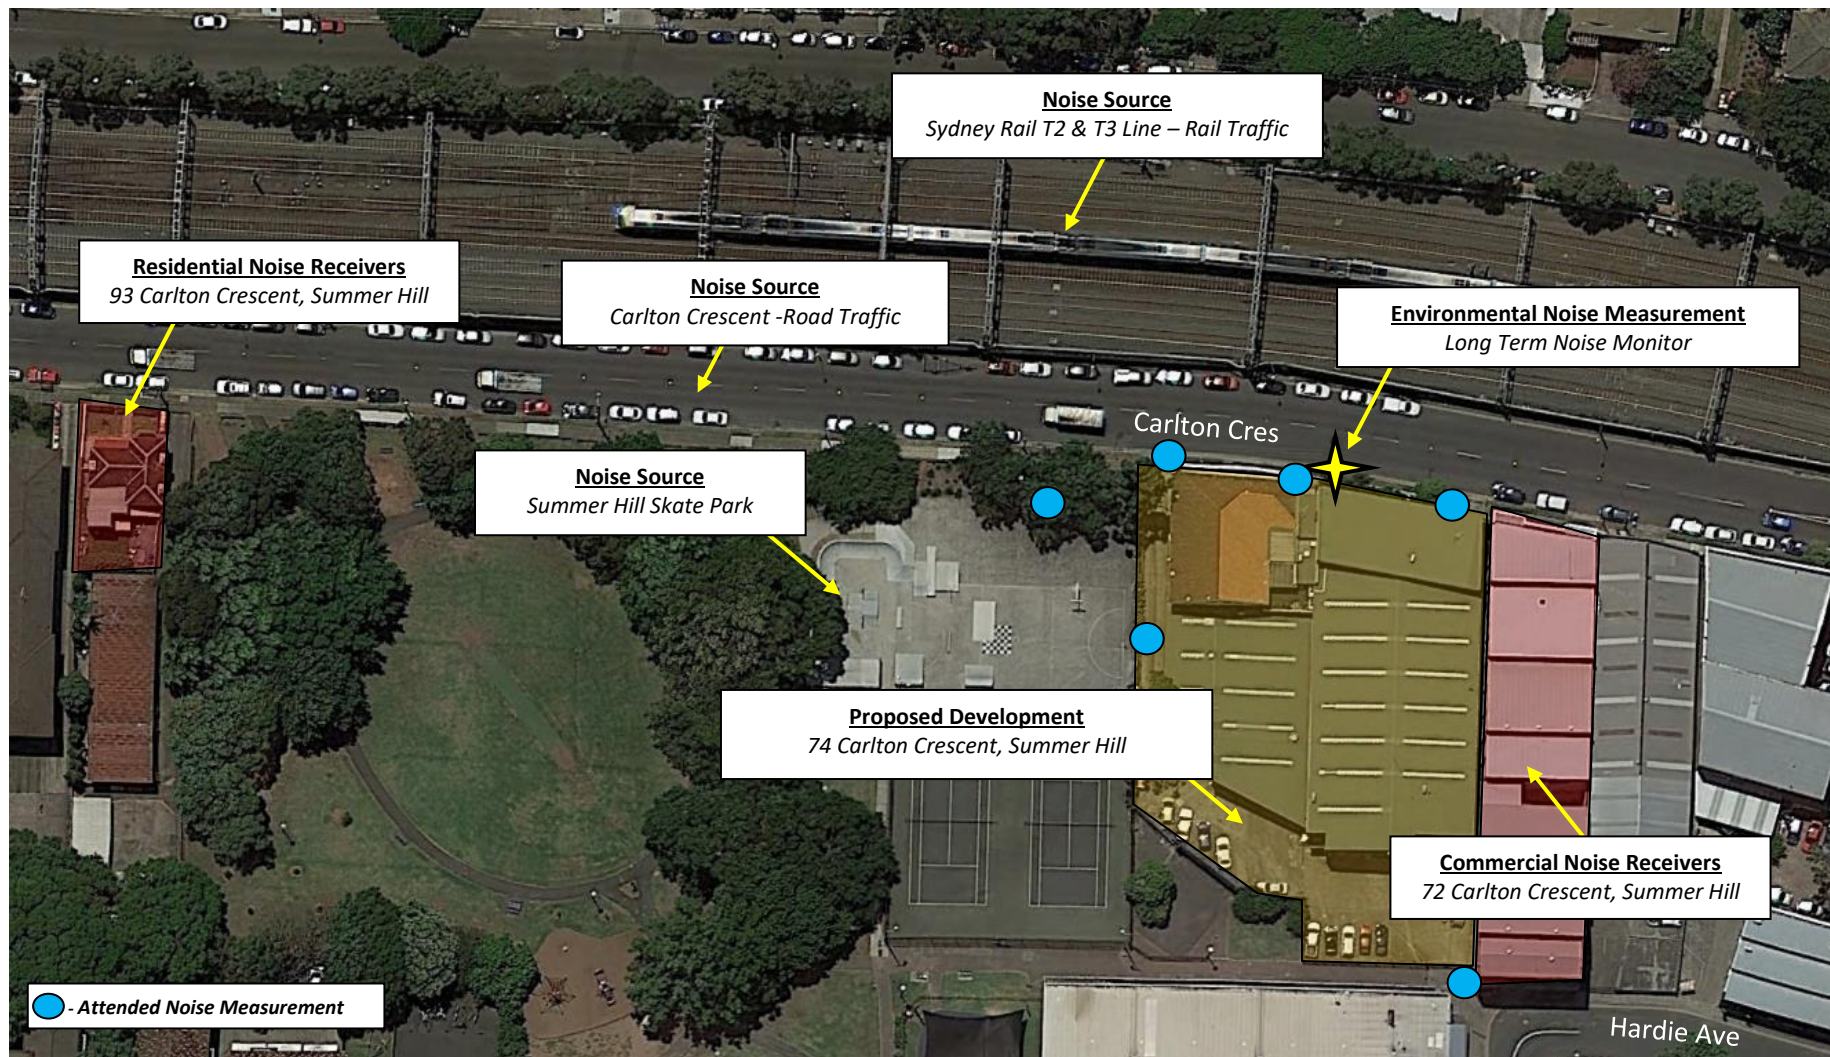 Noise Source
Sydney Rail T2 & T3 Line – Rail Traffic
Residential Noise Receivers
93 Carlton Crescent, Summer Hill
Noise Source
Carlton Crescent -Road Traffic
Environmental Noise Measurement
Long Term Noise Monitor
Carlton Cres
Noise Source
Summer Hill Skate Park
Proposed Development
74 Carlton Crescent, Summer Hill
Commercial Noise Receivers
72 Carlton Crescent, Summer Hill
- Attended Noise Measurement
Hardie Ave